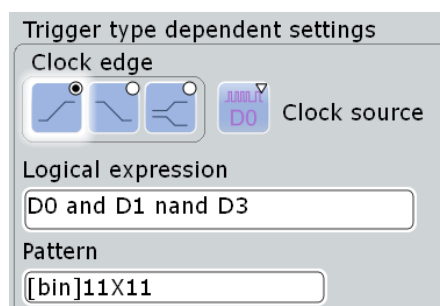 Trigger type dependent settings
Clock edge
D0
Clock source
Logical expression
D0 and D1 nand D3
Pattern
[bin]11X11